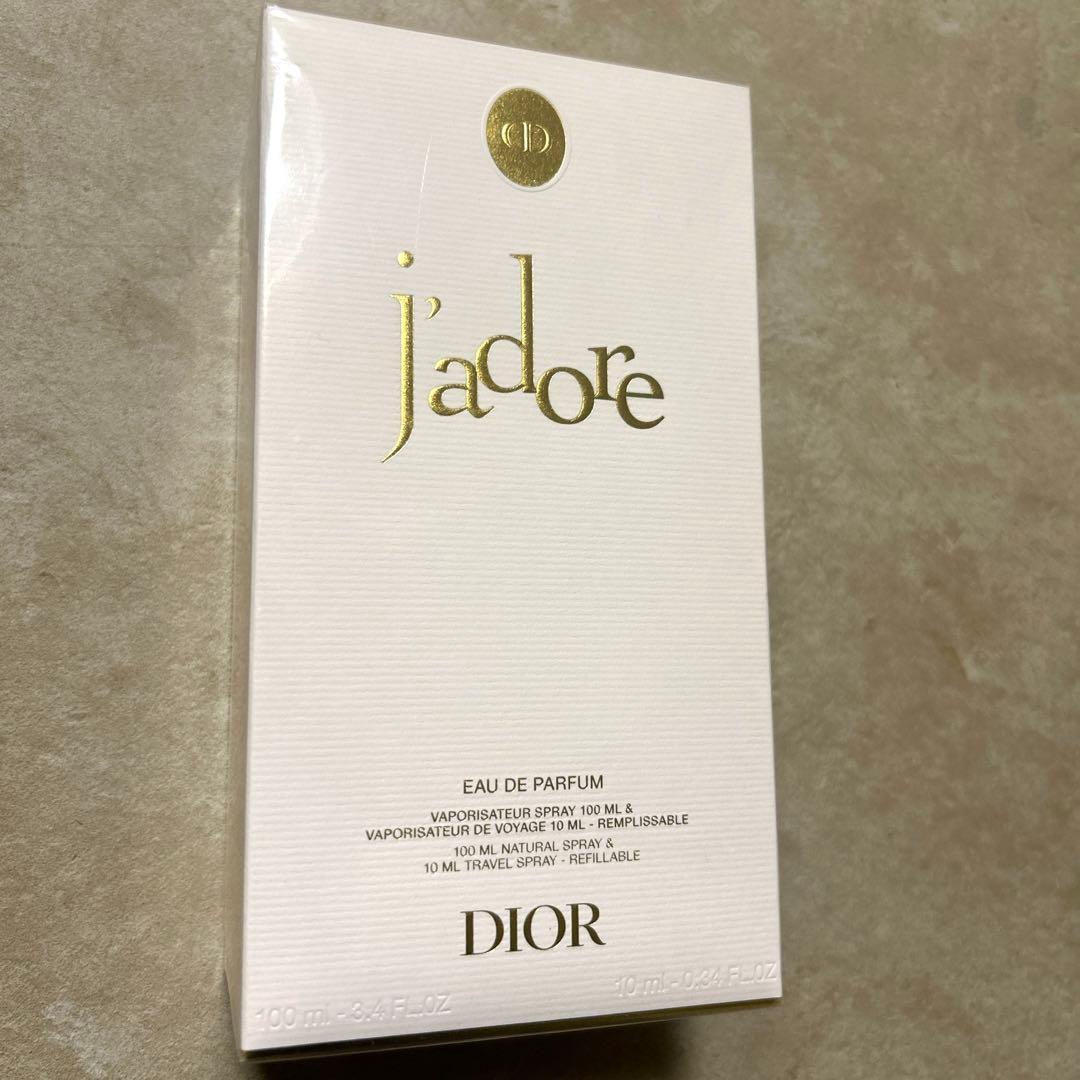 CD
j'adore
EAU DE PARFUM
VAPORISATEUR SPRAY 100 ML &
VAPORISATEUR DE VOYAGE 10 ML - REMPLISSABLE
100 ML NATURAL SPRAY &
10 ML TRAVEL SPRAY - REFILLABLE
DIOR
100 ml - 3.4 FL.OZ
10 ml - 0.34 FL.OZ